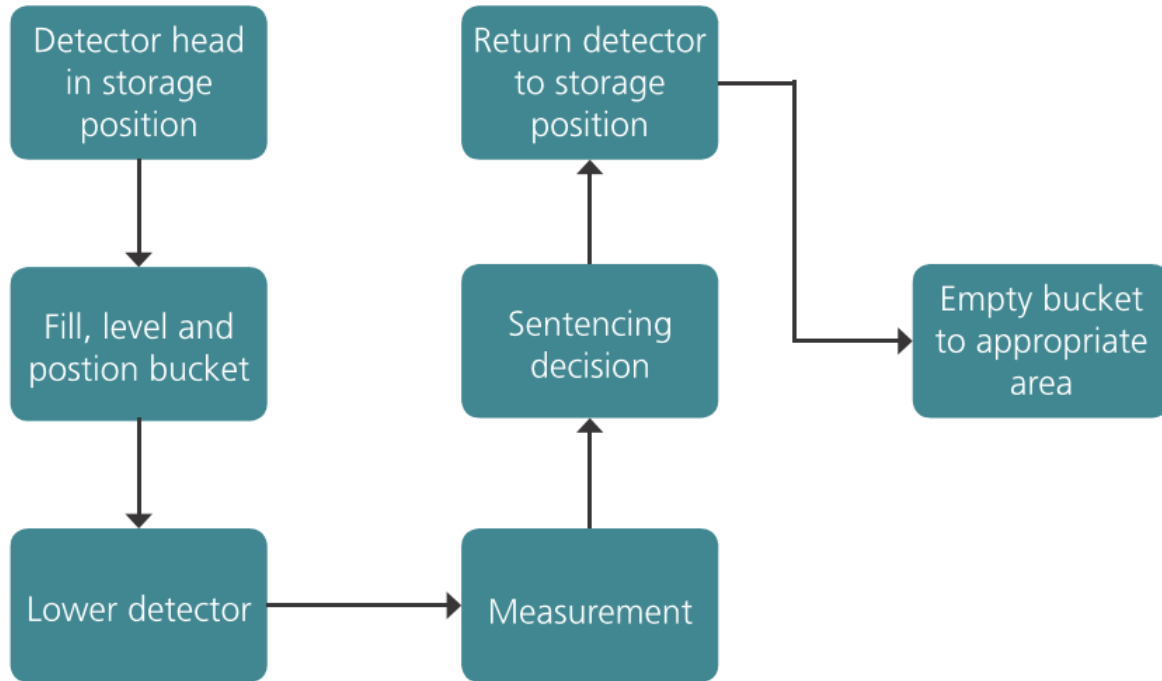 Detector head
in storage
position
Fill, level and
postion bucket
Lower detector
Measurement
Sentencing
decision
Return detector
to storage
position
Empty bucket
to appropriate
area